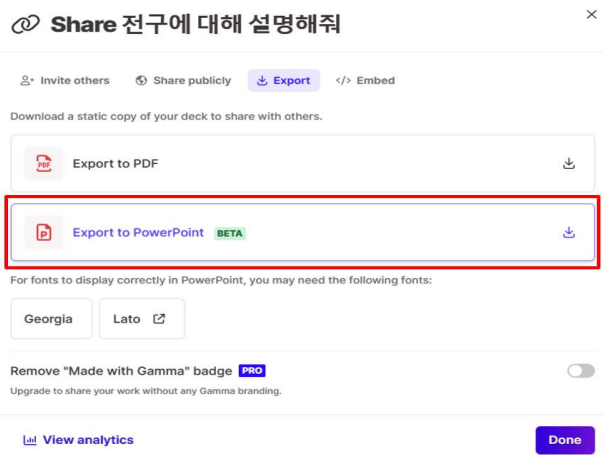 Share 전구에 대해 설명해줘
Invite others Share publicly Export </> Embed
Download a static copy of your deck to share with others.
PDF Export to PDF
P Export to PowerPoint BETA
For fonts to display correctly in PowerPoint, you may need the following fonts:
Georgia Lato
Remove "Made with Gamma" badge PRO
Upgrade to share your work without any Gamma branding.
View analytics Done